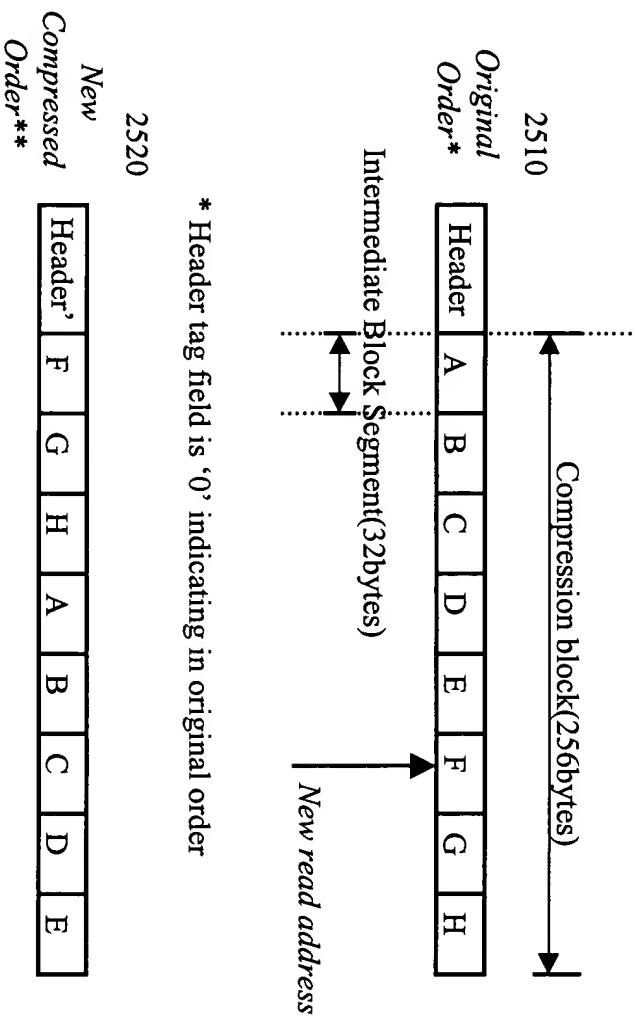 Compression block(256bytes)
2510
Original
Order*
Header A B C D E F G H
Intermediate Block Segment(32bytes)
New read address
* Header tag field is ‘0’ indicating in original order
2520
New
Compressed
Order**
Header’ F G H A B C D E